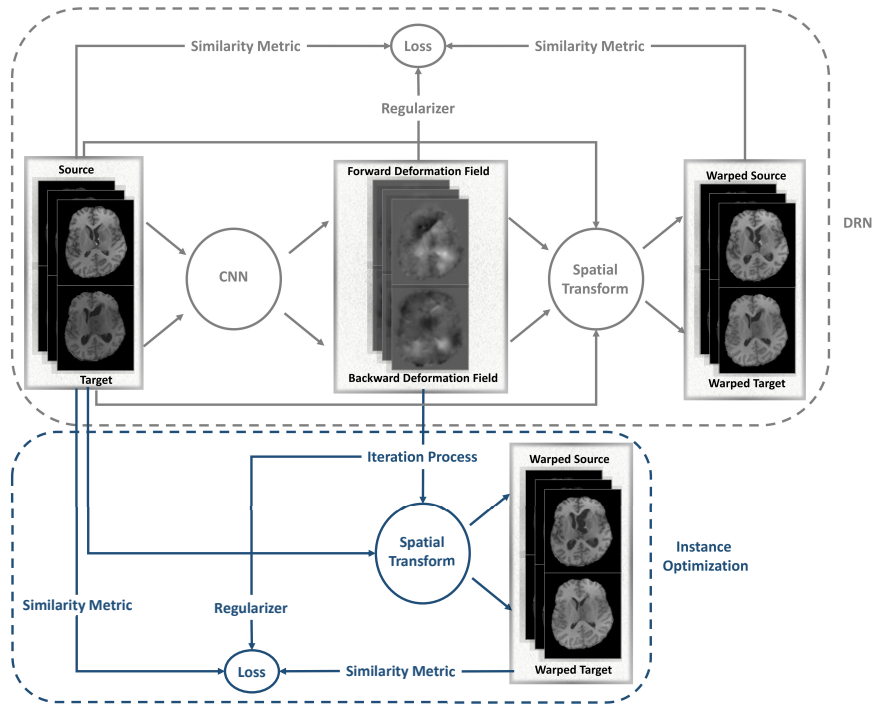 Similarity Metric
Loss
Similarity Metric
Regularizer
Source
Forward Deformation Field
Warped Source
DRN
CNN
Spatial
Transform
Target
Backward Deformation Field
Warped Target
Iteration Process
Warped Source
Spatial
Transform
Instance
Optimization
Similarity Metric
Regularizer
Loss
Similarity Metric
Warped Target